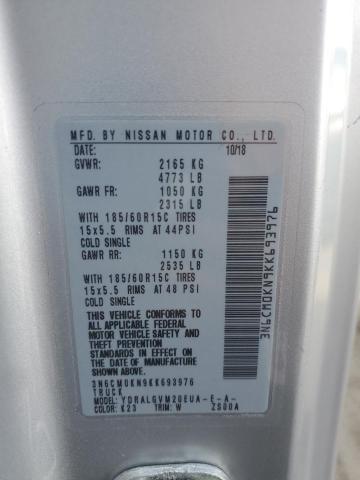 MFD. BY NISSAN MOTOR CO., LTD.
DATE: 10/18
GVWR: 2165 KG
4773 LB
GAWR FR: 1050 KG
2315 LB
WITH 185/60R15C TIRES
15x5.5 RIMS AT 44PSI
COLD SINGLE
GAWR RR: 1150 KG
2535 LB
WITH 185/60R15C TIRES
15x5.5 RIMS AT 48 PSI
COLD SINGLE
THIS VEHICLE CONFORMS TO
ALL APPLICABLE FEDERAL
MOTOR VEHICLE SAFETY
STANDARDS IN EFFECT ON THE
DATE OF MANUFACTURE SHOWN
ABOVE.
3N6CM0KN9KK693976
TRUCK
MODEL: YDRALGVM20EUA-E-A-
COLOR: K23 TRIM: W ZS00A
3N6CM0KN9KK693976